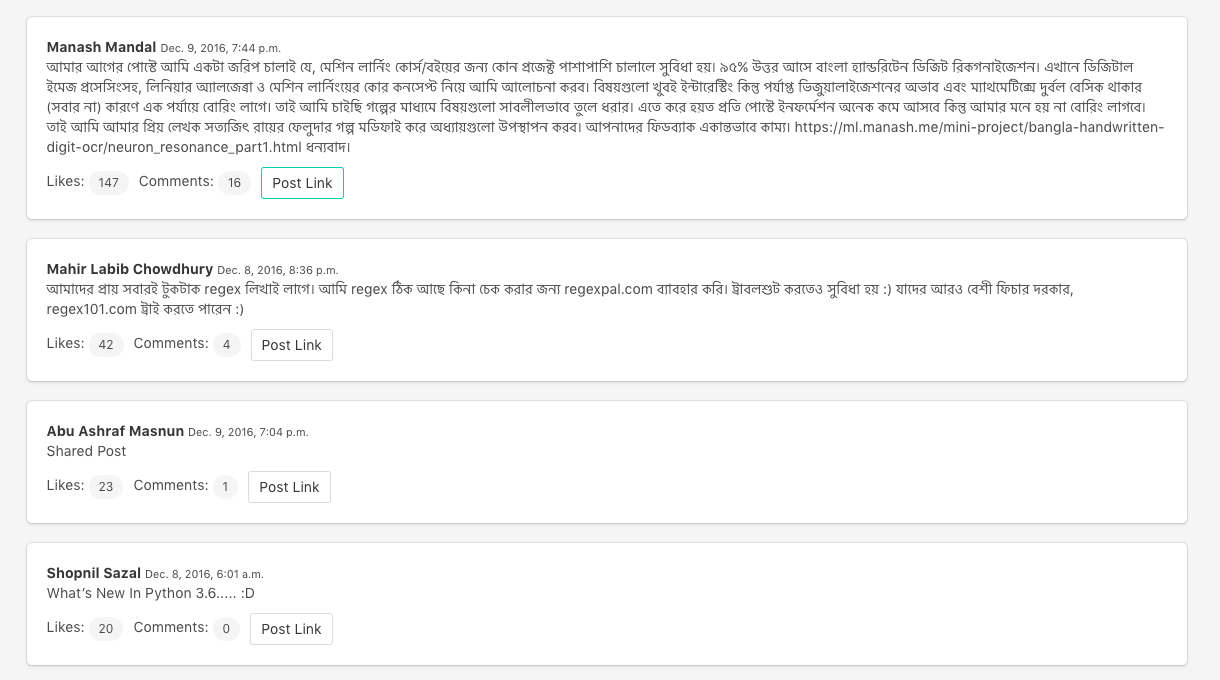 Manash Mandal Dec. 9, 2016, 7:44 p.m.
আমার আগের পোস্টে আমি একটা জরিপ চালাই যে, মেশিন লার্নিং কোর্স/বইয়ের জন্য কোন প্রজেক্ট পাশাপাশি চালালে সুবিধা হয়। ৯৫% উত্তর আসে বাংলা হ্যান্ডরিটেন ডিজিট রিকগনাইজেশন। এখানে ডিজিটাল
ইমেজ প্রসেসিংসহ, লিনিয়ার অ্যালজেব্রা ও মেশিন লার্নিংয়ের কোর কনসেপ্ট নিয়ে আমি আলোচনা করব। বিষয়গুলো খুবই ইন্টারেস্টিং কিন্তু পর্যাপ্ত ভিজুয়ালাইজেশনের অভাব এবং ম্যাথমেটিক্সে দুর্বল বেসিক থাকার
(সবার না) কারণে এক পর্যায়ে বোরিং লাগে। তাই আমি চাইছি গল্পের মাধ্যমে বিষয়গুলো সাবলীলভাবে তুলে ধরার। এতে করে হয়ত প্রতি পোস্টে ইনফর্মেশন অনেক কমে আসবে কিন্তু আমার মনে হয় না বোরিং লাগবে।
তাই আমি আমার প্রিয় লেখক সত্যজিৎ রায়ের ফেলুদার গল্প মডিফাই করে অধ্যায়গুলো উপস্থাপন করব। আপনাদের ফিডব্যাক একান্তভাবে কাম্য। https://ml.manash.me/mini-project/bangla-handwritten-
digit-ocr/neuron_resonance_part1.html ধন্যবাদ।
Likes: 147 Comments: 16 Post Link
Mahir Labib Chowdhury Dec. 8, 2016, 8:36 p.m.
আমাদের প্রায় সবারই টুকটাক regex লিখাই লাগে। আমি regex ঠিক আছে কিনা চেক করার জন্য regexpal.com ব্যাবহার করি। ট্রাবলশুট করতেও সুবিধা হয় :) যাদের আরও বেশী ফিচার দরকার,
regex101.com ট্রাই করতে পারেন :)
Likes: 42 Comments: 4 Post Link
Abu Ashraf Masnun Dec. 9, 2016, 7:04 p.m.
Shared Post
Likes: 23 Comments: 1 Post Link
Shopnil Sazal Dec. 8, 2016, 6:01 a.m.
What's New In Python 3.6..... :D
Likes: 20 Comments: 0 Post Link